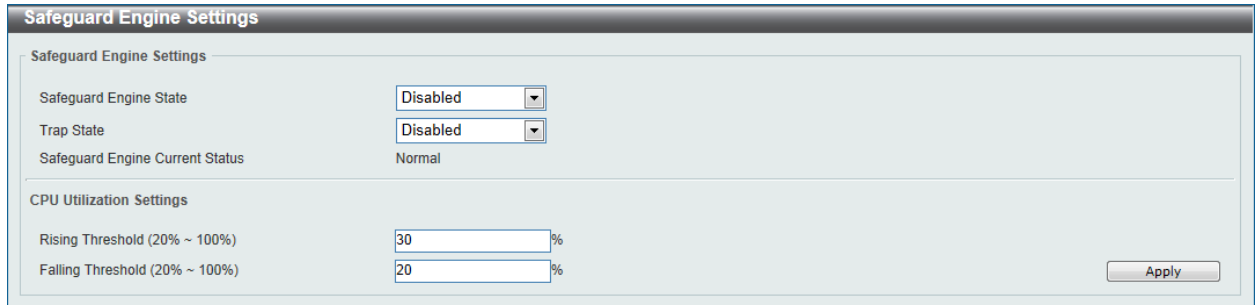 Safeguard Engine Settings
Safeguard Engine Settings
Safeguard Engine State Disabled
Trap State Disabled
Safeguard Engine Current Status Normal
CPU Utilization Settings
Rising Threshold (20% ~ 100%) 30 %
Falling Threshold (20% ~ 100%) 20 %
Apply